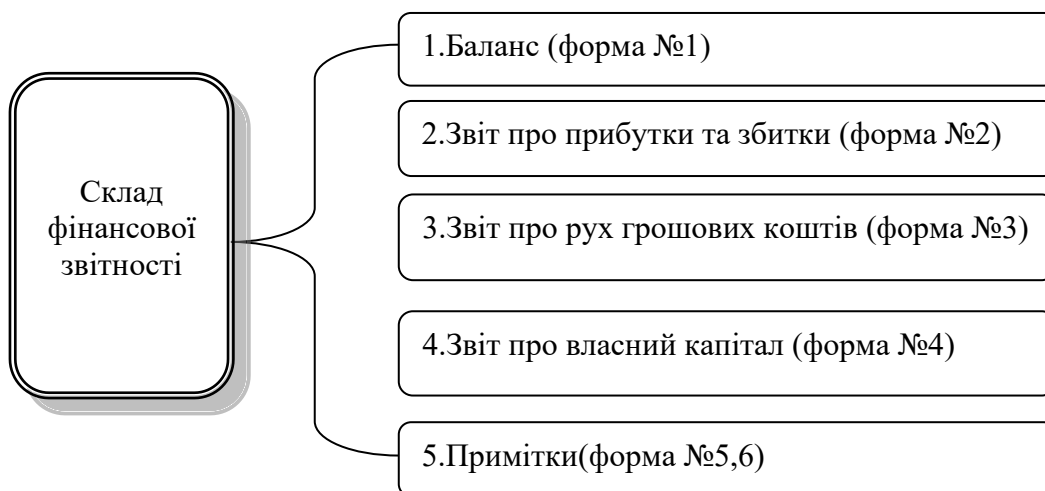 Склад
фінансової
звітності
1.Баланс (форма №1)
2.Звіт про прибутки та збитки (форма №2)
3.Звіт про рух грошових коштів (форма №3)
4.Звіт про власний капітал (форма №4)
5.Примітки(форма №5,6)